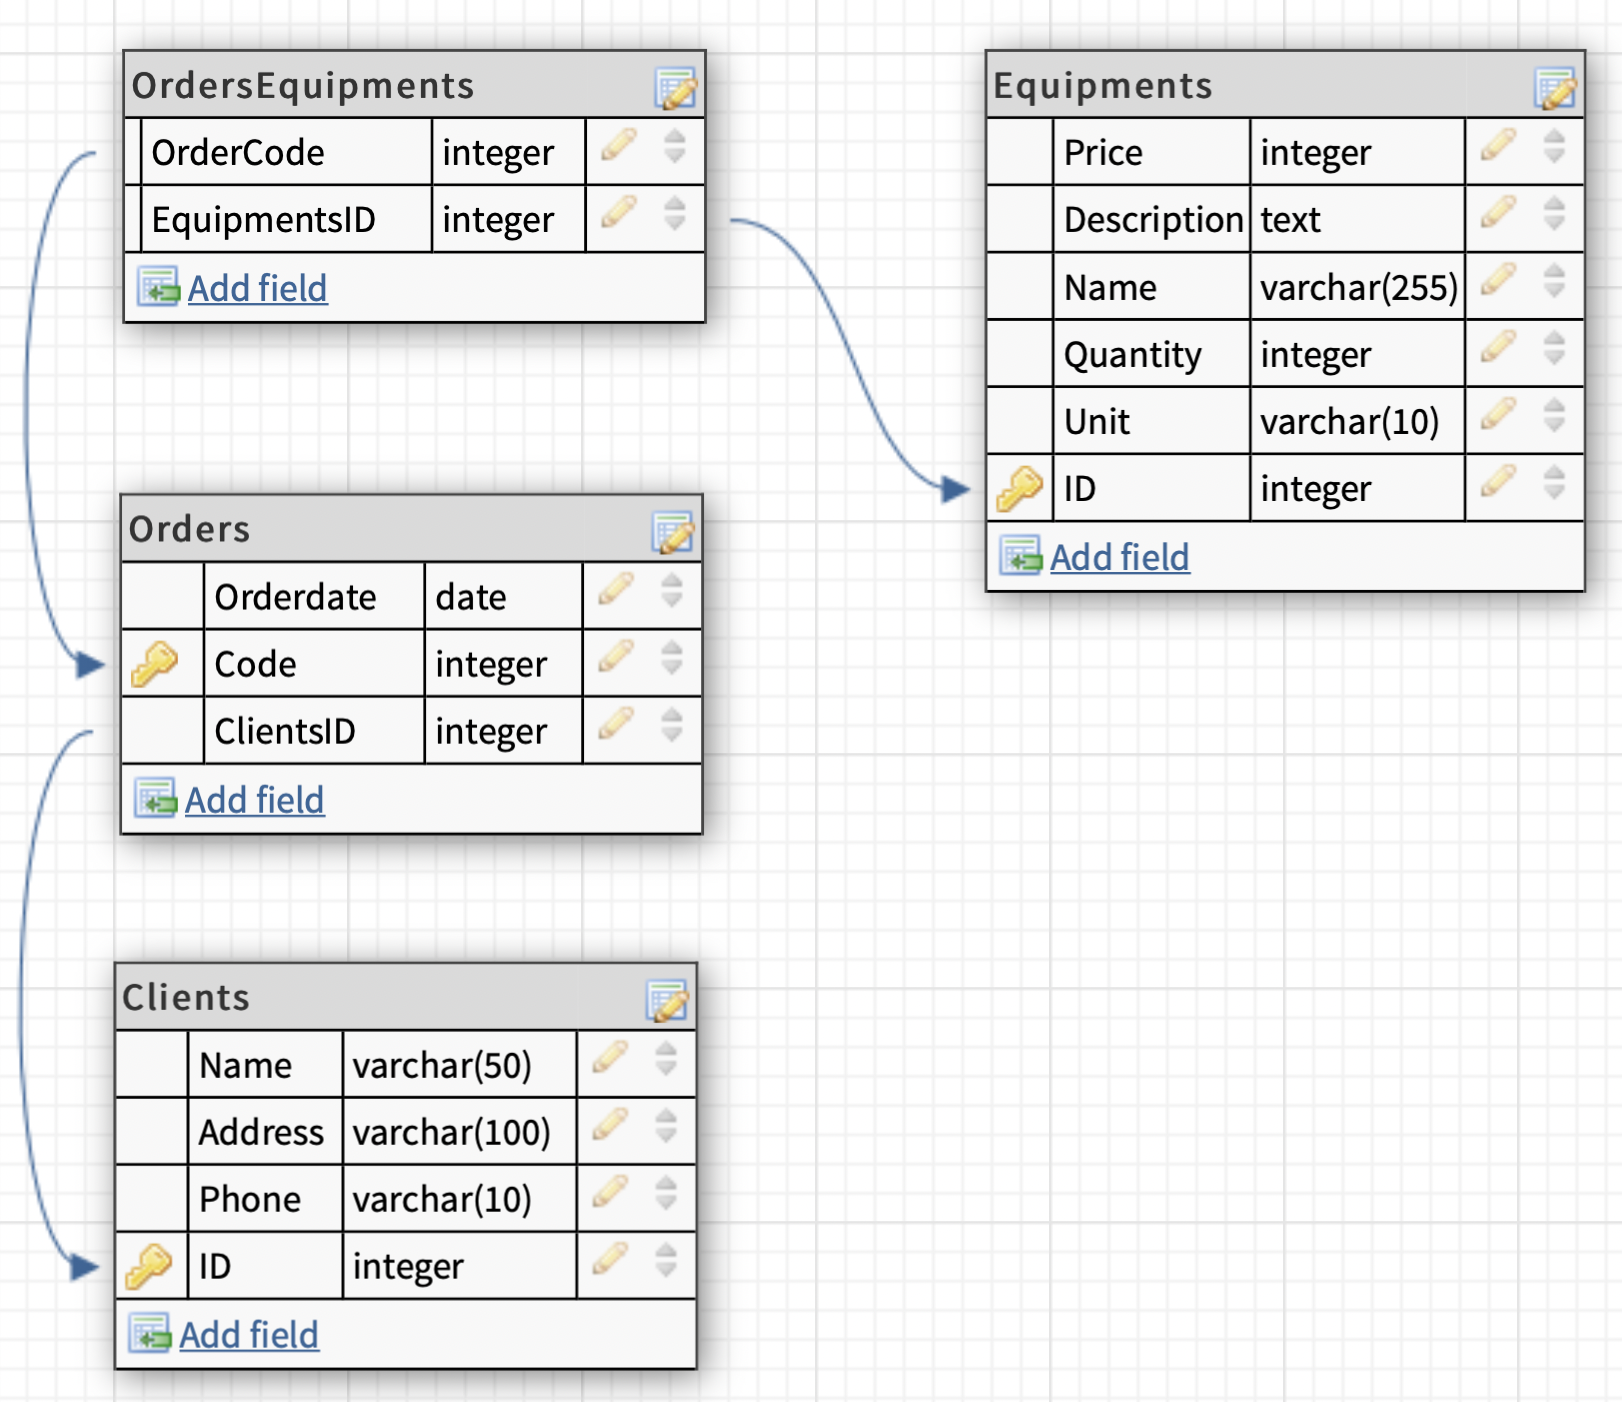 OrdersEquipments
OrderCode integer
EquipmentsID integer
Add field
Equipments
Price integer
Description text
Name varchar(255)
Quantity integer
Unit varchar(10)
ID integer
Add field
Orders
Orderdate date
Code integer
ClientsID integer
Add field
Clients
Name varchar(50)
Address varchar(100)
Phone varchar(10)
ID integer
Add field